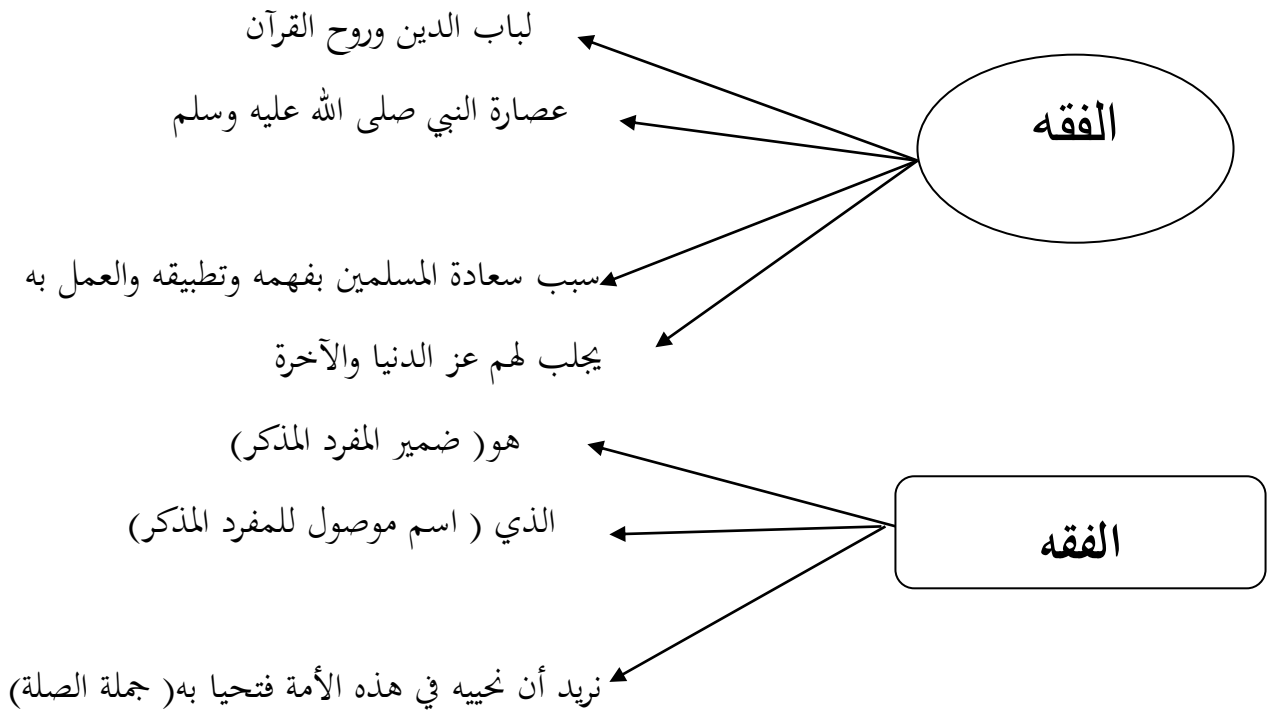 الفقه
لباب الدين وروح القرآن
عصارة النبي صلى الله عليه وسلم
سبب سعادة المسلمين بفهمه وتطبيقه والعمل به
يجلب لهم عز الدنيا والآخرة
الفقه
هو( ضمير المفرد المذكر)
الذي ( اسم موصول للمفرد المذكر)
نريد أن نحييه في هذه الأمة فتحيا به( جملة الصلة)